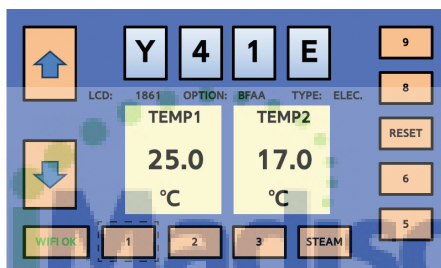 Y 4 1 E
9
8
LCD: 1861 OPTION: BFAA TYPE: ELEC.
TEMP1 TEMP2
RESET
25.0 17.0
°C °C
6
5
WIFI OK 1 2 3 STEAM